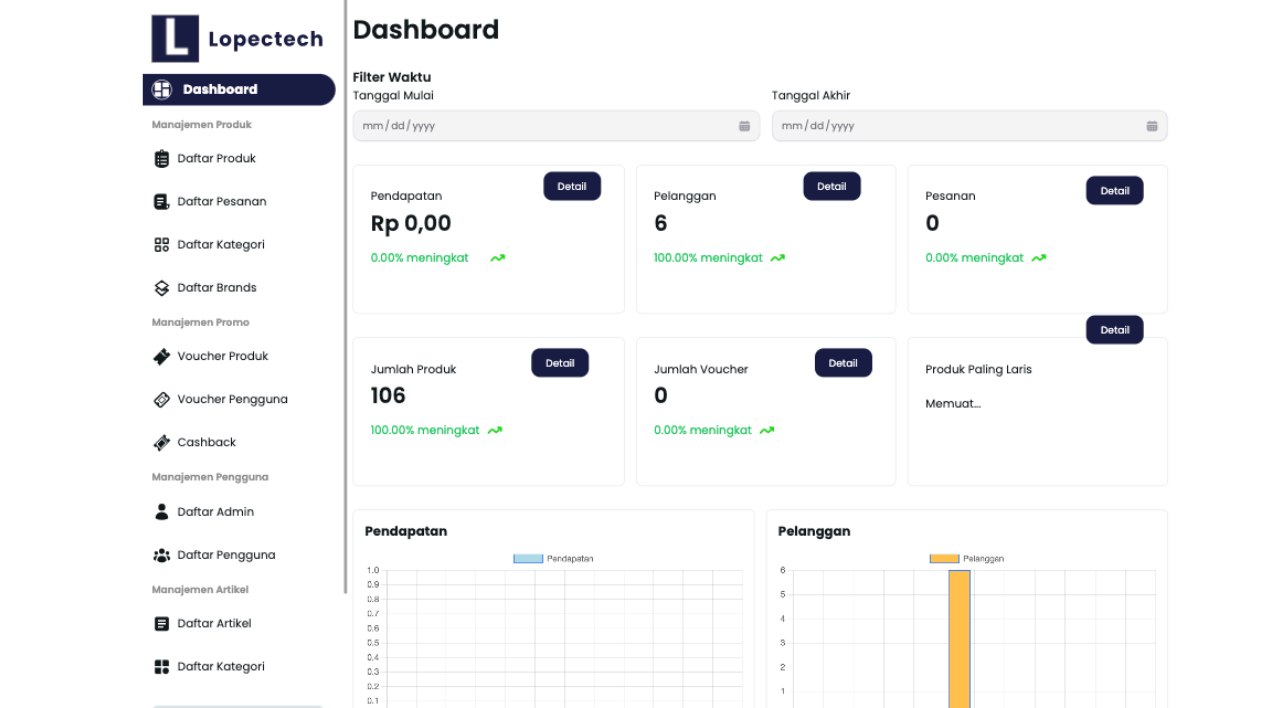 L Lopectech
Dashboard
Manajemen Produk
Daftar Produk
Daftar Pesanan
Daftar Kategori
Daftar Brands
Manajemen Promo
Voucher Produk
Voucher Pengguna
Cashback
Manajemen Pengguna
Daftar Admin
Daftar Pengguna
Manajemen Artikel
Daftar Artikel
Daftar Kategori
Dashboard
Filter Waktu
Tanggal Mulai
mm/dd/yyyy
Tanggal Akhir
mm/dd/yyyy
Pendapatan
Detail
Rp 0,00
0.00% meningkat
Pelanggan
Detail
6
100.00% meningkat
Pesanan
Detail
0
0.00% meningkat
Jumlah Produk
Detail
106
100.00% meningkat
Jumlah Voucher
Detail
0
0.00% meningkat
Detail
Produk Paling Laris
Memuat...
Pendapatan
Pendapatan
1.0
0.9
0.8
0.7
0.6
0.5
0.4
0.3
0.2
0.1
Pelanggan
Pelanggan
6
5
4
3
2
1